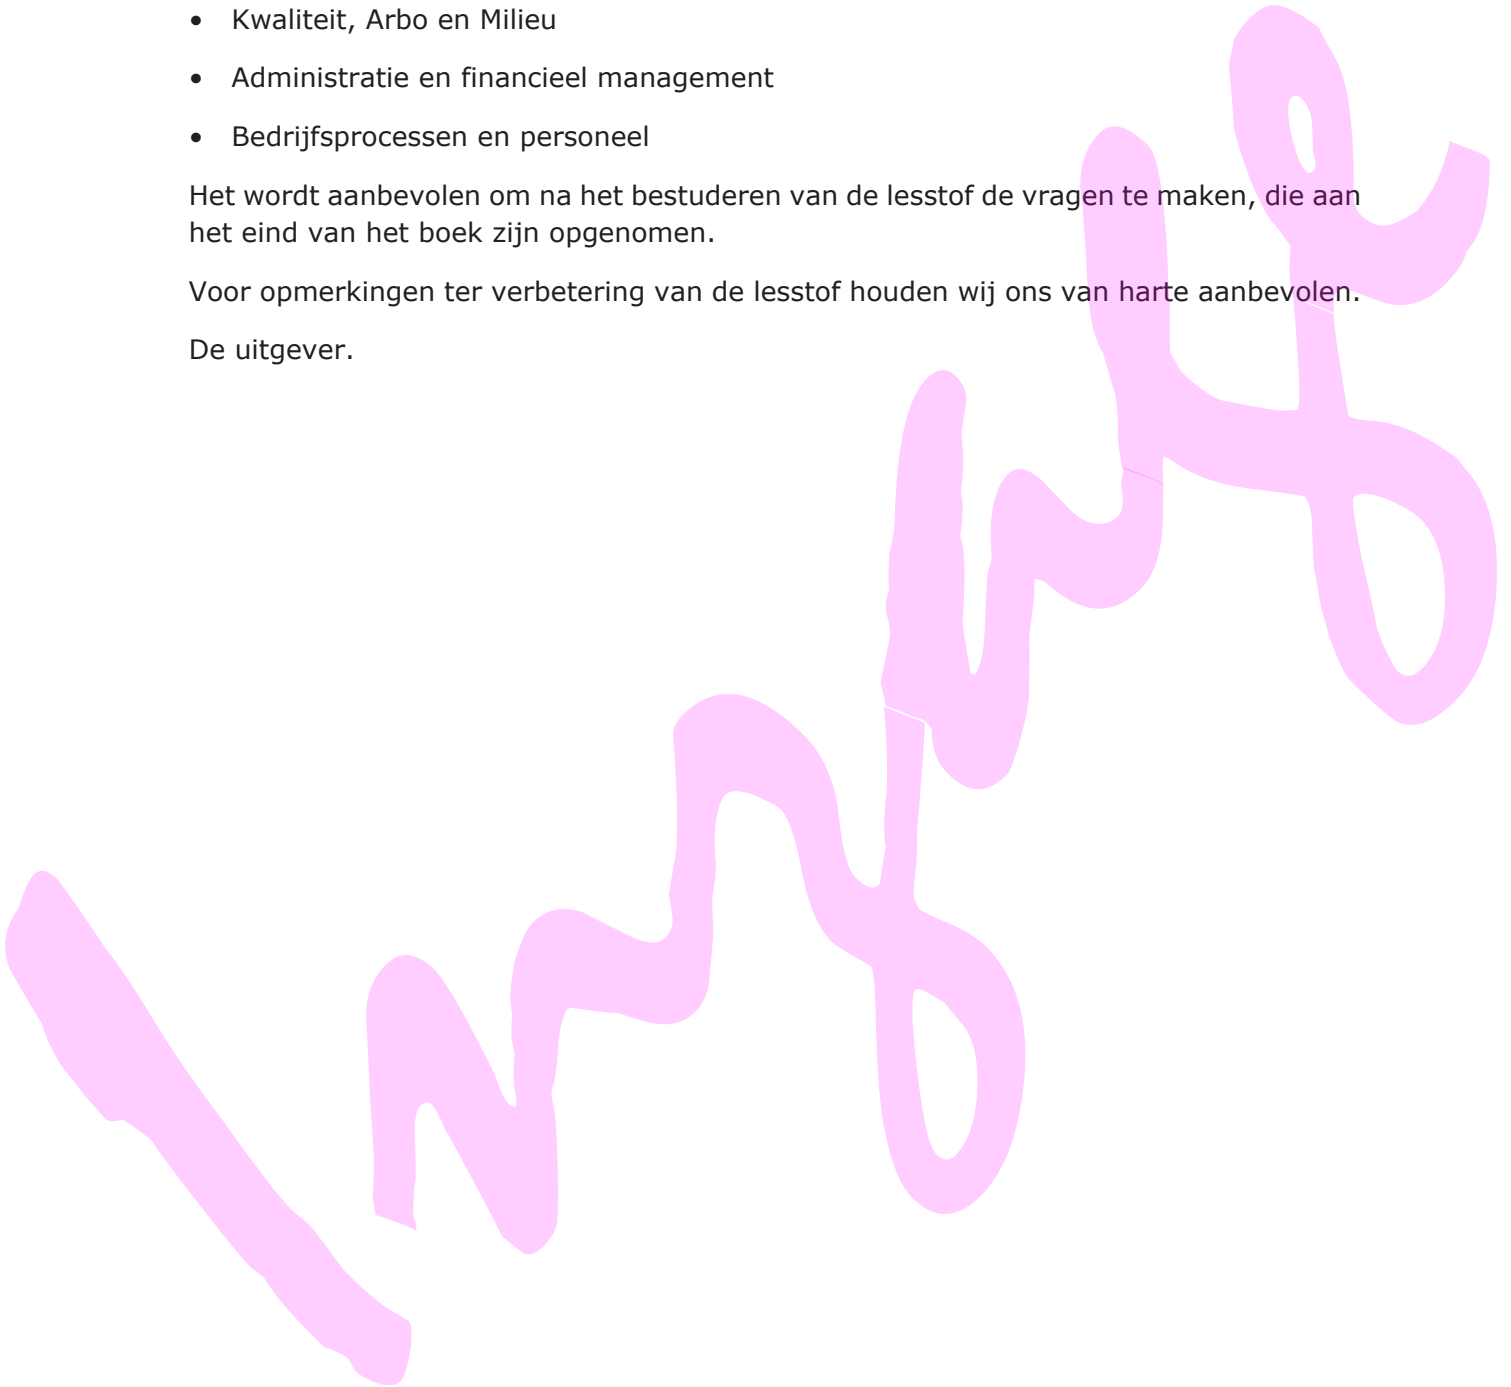 • Kwaliteit, Arbo en Milieu
• Administratie en financieel management
• Bedrijfsprocessen en personeel
Het wordt aanbevolen om na het bestuderen van de lesstof de vragen te maken, die aan
het eind van het boek zijn opgenomen.
Voor opmerkingen ter verbetering van de lesstof houden wij ons van harte aanbevolen.
De uitgever.